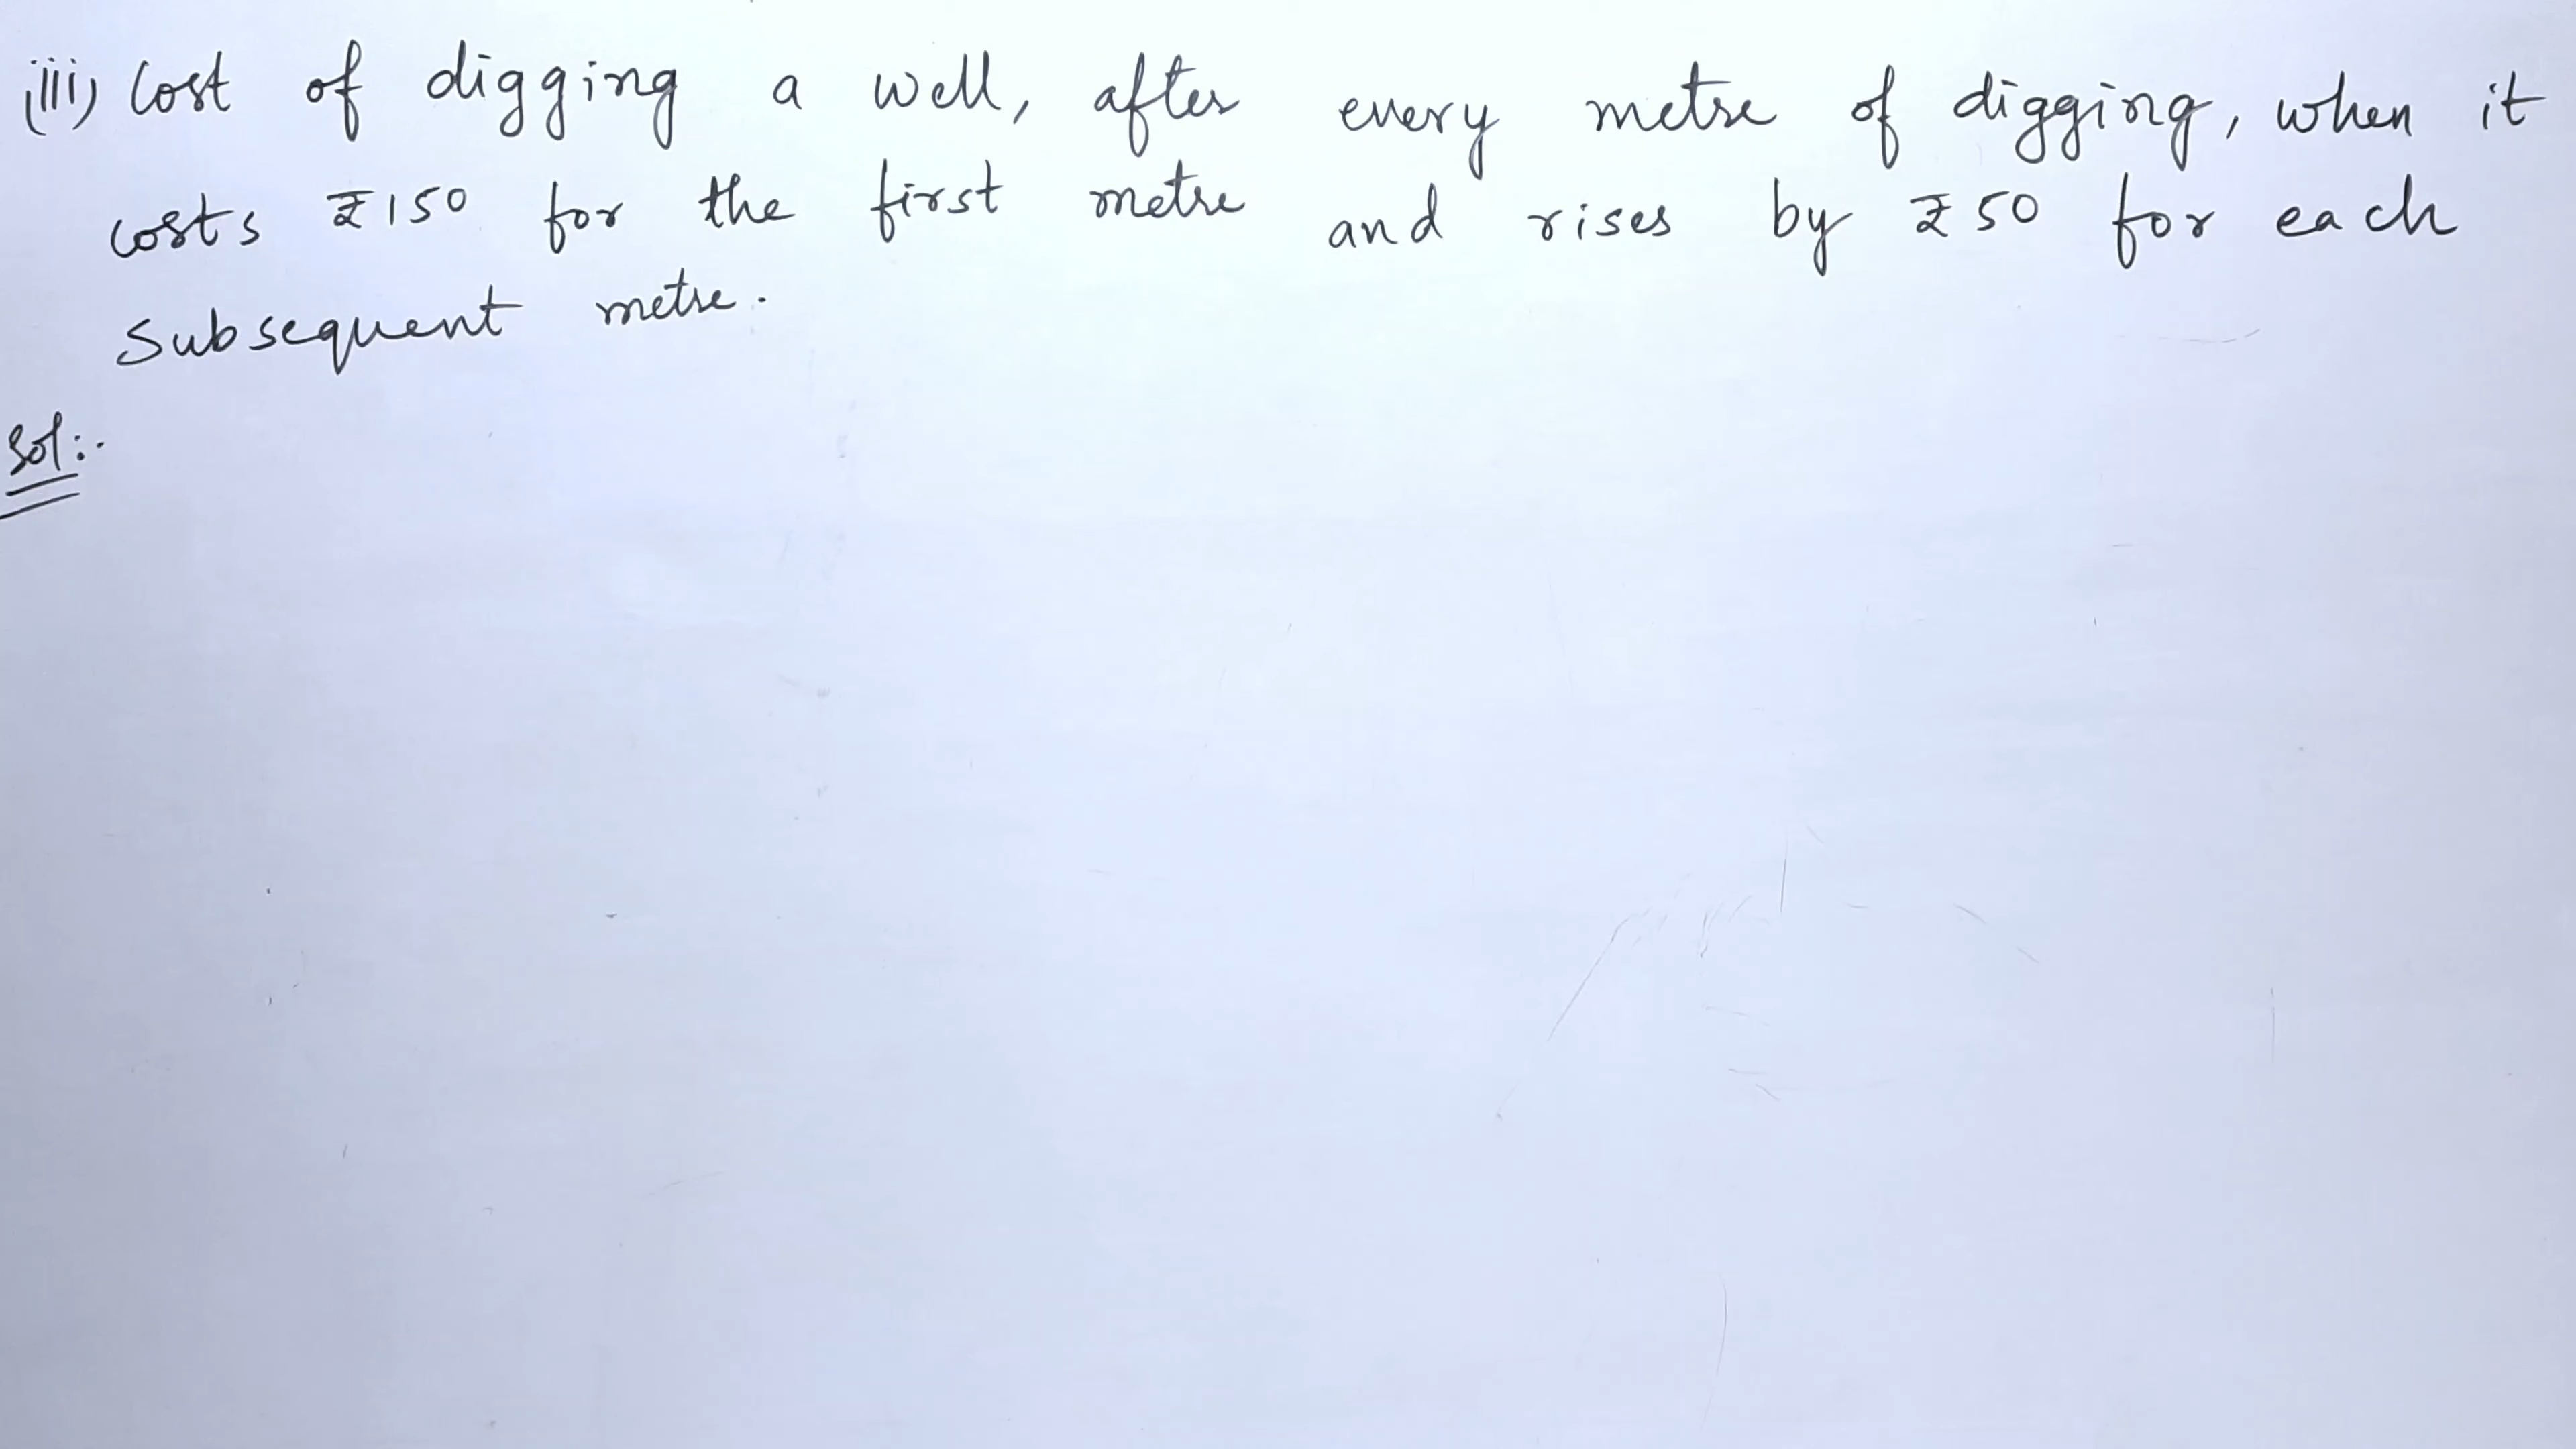 (iii) Cost of digging a well, after every metre of digging, when it
costs ₹150 for the first metre and rises by ₹50 for each
subsequent metre.
Sol:-